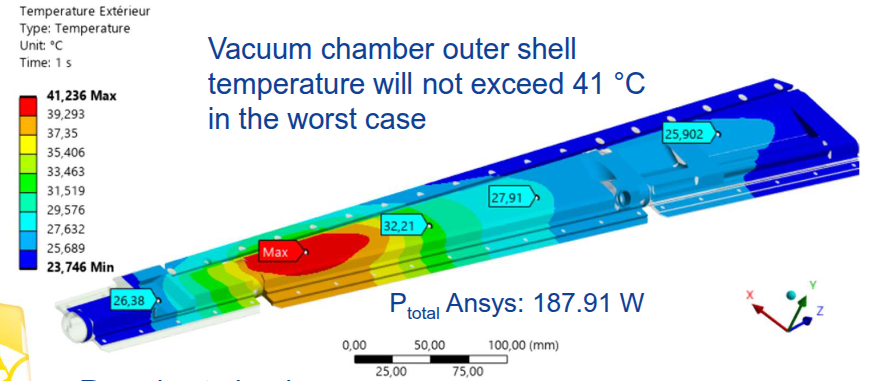 Temperature Extérieur
Type: Temperature
Unit: °C
Time: 1 s
41,236 Max
39,293
37,35
35,406
33,463
31,519
29,576
27,632
25,689
23,746 Min
Vacuum chamber outer shell
temperature will not exceed 41 °C
in the worst case
25,902
27,91
32,21
Max
26,38
Ptotal Ansys: 187.91 W
0,00 50,00 100,00 (mm)
25,00 75,00
X Y Z